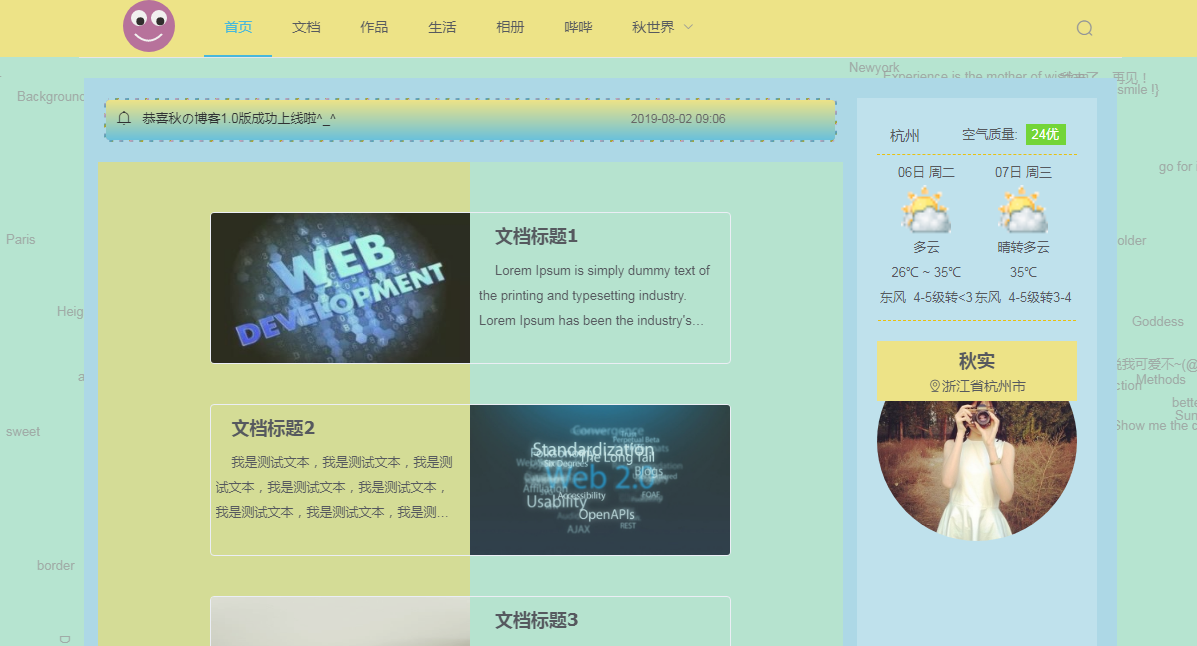 首页 文档 作品 生活 相册 哔哔 秋世界
Newyork
Experience is the mother of wisdom
再见！
smile !}
Background
恭喜秋の博客1.0版成功上线啦^_^ 2019-08-02 09:06
杭州 空气质量: 24优
go for
06日 周二 07日 周三
多云 晴转多云
26℃ ~ 35℃ 35℃
东风 4-5级转<3 东风 4-5级转3-4
Paris
older
WEB
DEVELOPMENT
文档标题1
Lorem Ipsum is simply dummy text of
the printing and typesetting industry.
Lorem Ipsum has been the industry's...
Heig
Goddess
秋实
浙江省杭州市
说我可爱不~(@
Methods
ction
a
bette
Sun
Show me the c
sweet
文档标题2
我是测试文本，我是测试文本，我是测
试文本，我是测试文本，我是测试文本，
我是测试文本，我是测试文本，我是测...
Convergence
Perpetual Beta
Standardization
The Long Tail
Six Degrees
Blogs
Web 2.0
Affiliation
Accessibility
FOAF
Usability
OpenAPIs
Audio
REST
AJAX
border
文档标题3
D